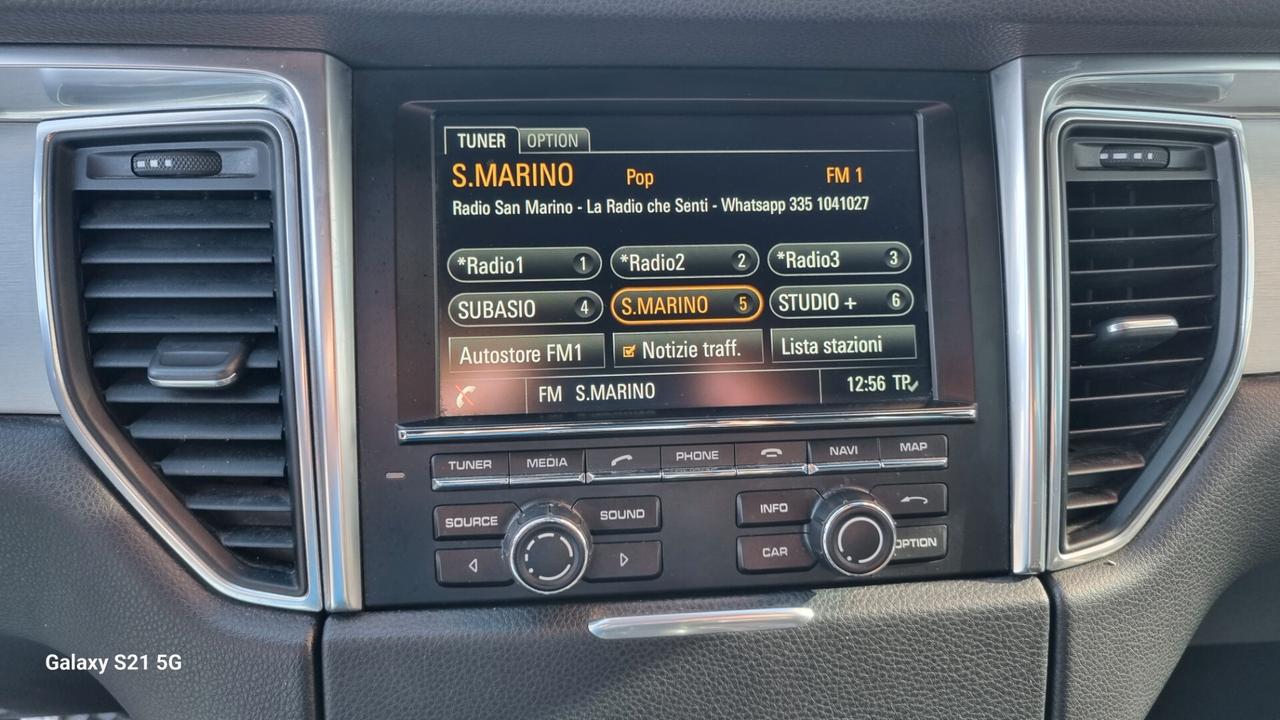 TUNER OPTION
S.MARINO Pop FM 1
Radio San Marino - La Radio che Senti - Whatsapp 335 1041027
*Radio1 1 *Radio2 2 *Radio3 3
SUBASIO 4 S.MARINO 5 STUDIO + 6
Autostore FM1 Notizie traff. Lista stazioni
FM S.MARINO 12:56 TP
TUNER MEDIA PHONE NAVI MAP
SOURCE SOUND INFO
CAR OPTION
Galaxy S21 5G